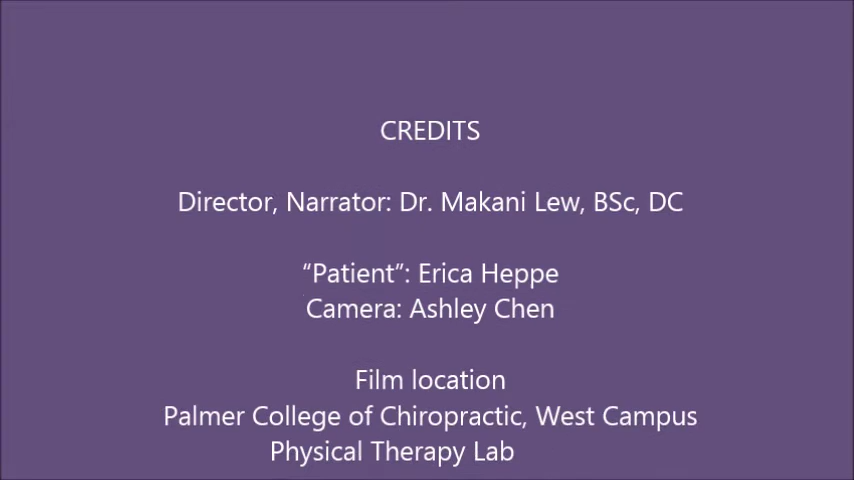 CREDITS
Director, Narrator: Dr. Makani Lew, BSc, DC
“Patient”: Erica Heppe
Camera: Ashley Chen
Film location
Palmer College of Chiropractic, West Campus
Physical Therapy Lab